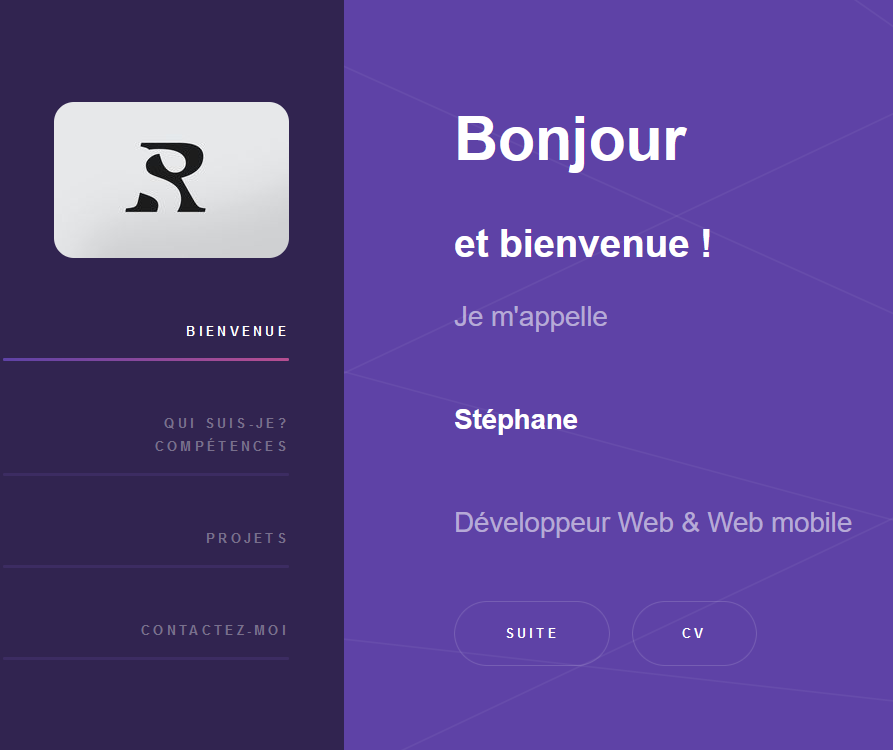 R
BIENVENUE
QUI SUIS-JE?
COMPÉTENCES
PROJETS
CONTACTEZ-MOI
Bonjour
et bienvenue !
Je m'appelle
Stéphane
Développeur Web & Web mobile
SUITE
CV